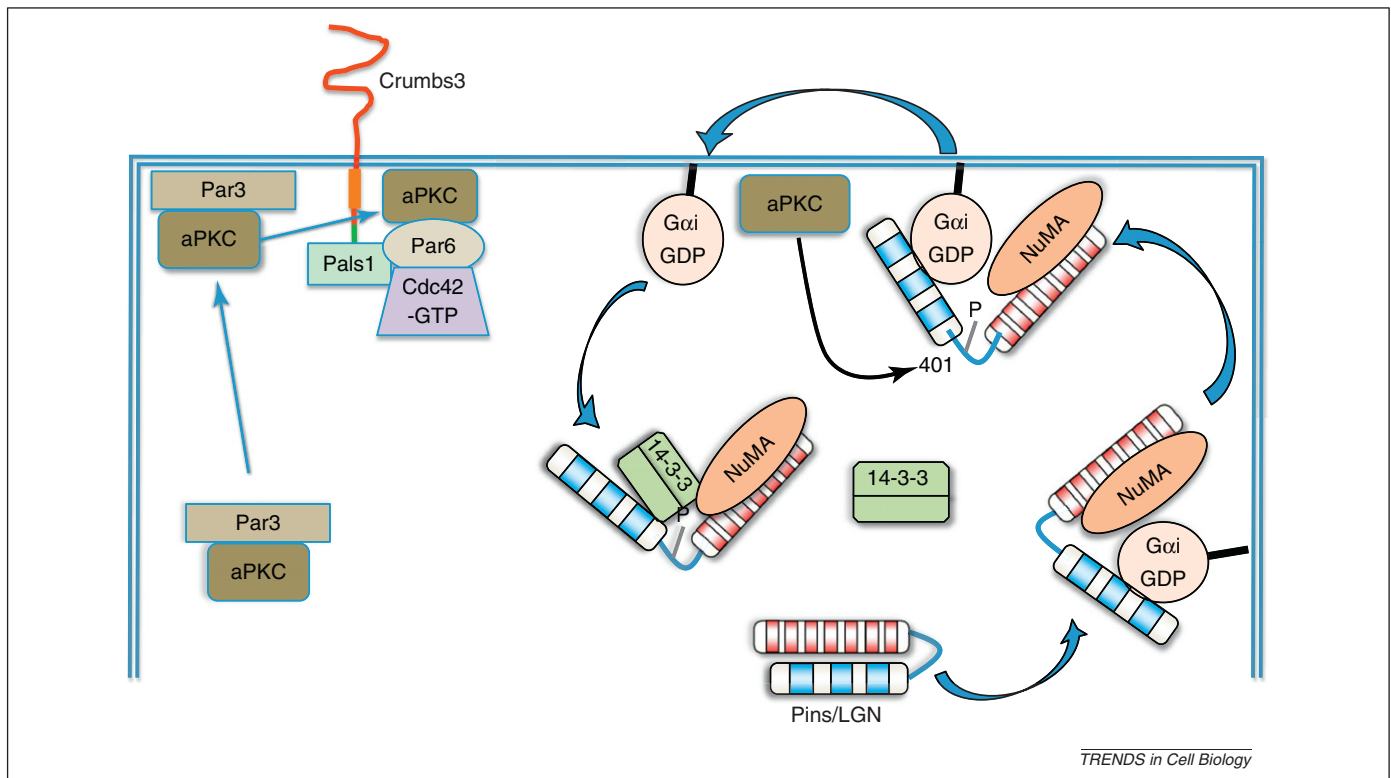 Crumbs3
Par3
aPKC
aPKC
Par6
Pals1
Cdc42
-GTP
Par3
aPKC
Gαi
GDP
aPKC
Gαi
GDP
NuMA
P
401
14-3-3
NuMA
P
14-3-3
NuMA
Gαi
GDP
Pins/LGN
TRENDS in Cell Biology